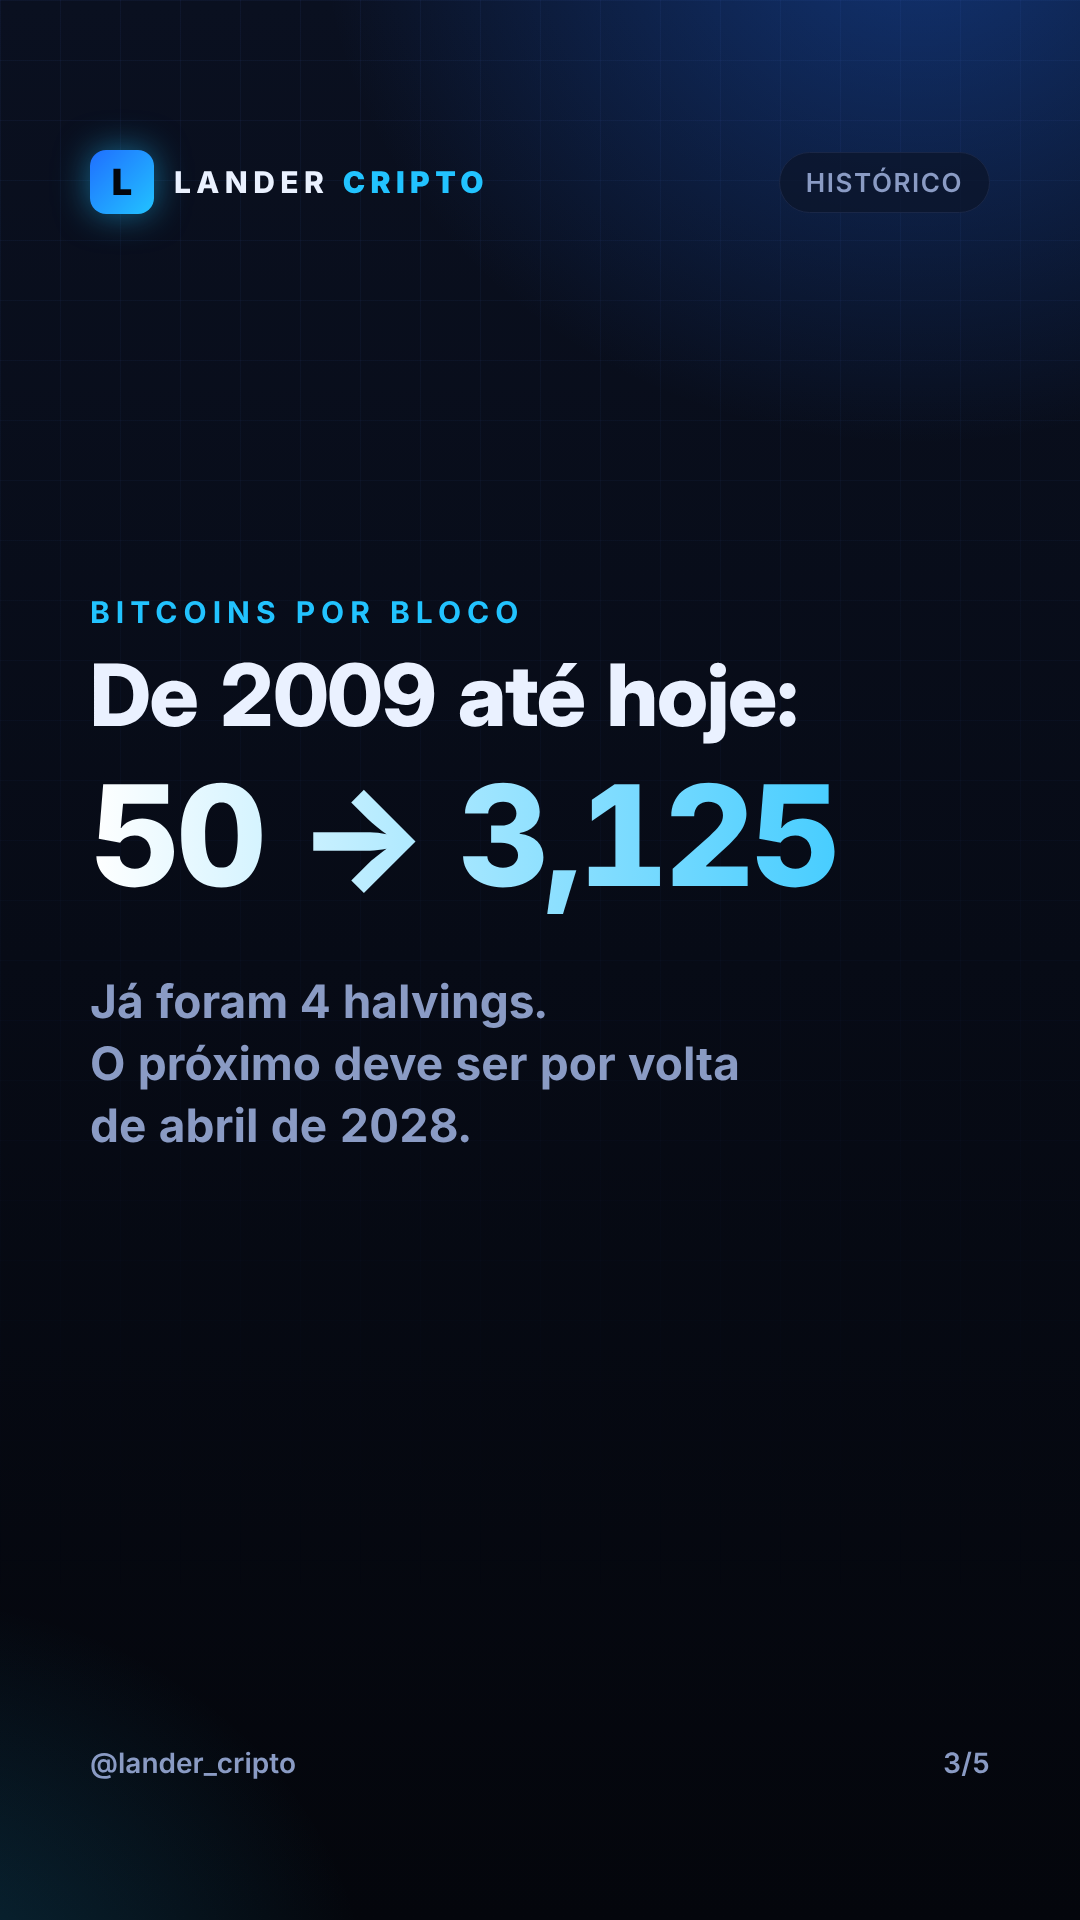 L LANDER CRIPTO
HISTÓRICO
BITCOINS POR BLOCO
De 2009 até hoje:
50 → 3,125
Já foram 4 halvings.
O próximo deve ser por volta
de abril de 2028.
@lander_cripto
3/5